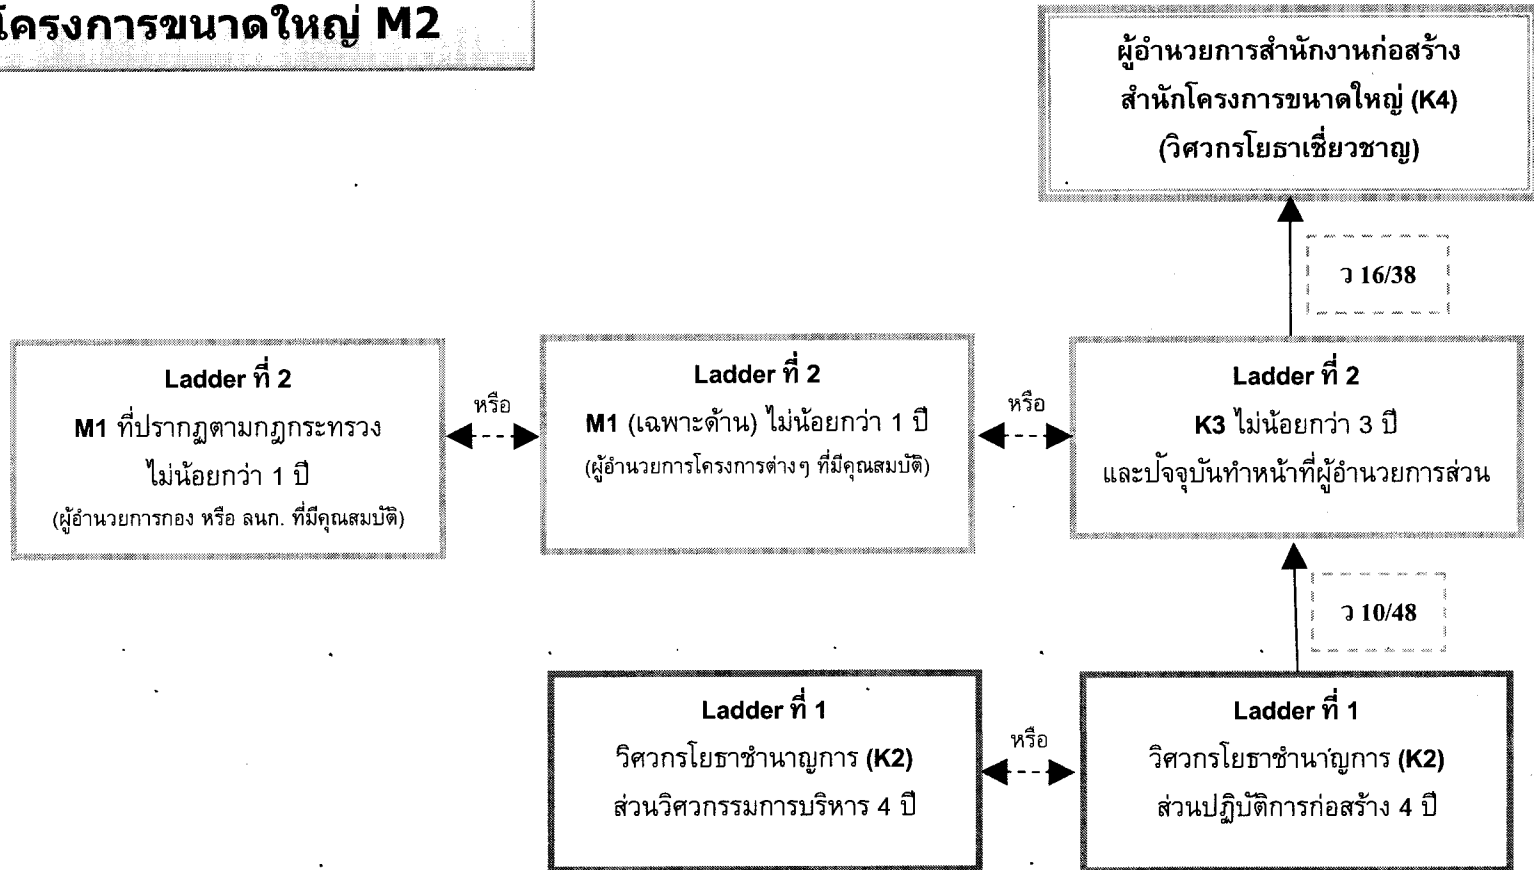 โครงการขนาดใหญ่ M2
ผู้อำนวยการสำนักงานก่อสร้าง
สำนักโครงการขนาดใหญ่ (K4)
(วิศวกรโยธาเชี่ยวชาญ)
ว 16/38
Ladder ที่ 2
M1 ที่ปรากฏตามกฎกระทรวง
ไม่น้อยกว่า 1 ปี
(ผู้อำนวยการกอง หรือ ลนก. ที่มีคุณสมบัติ)
หรือ
Ladder ที่ 2
M1 (เฉพาะด้าน) ไม่น้อยกว่า 1 ปี
(ผู้อำนวยการโครงการต่างๆ ที่มีคุณสมบัติ)
หรือ
Ladder ที่ 2
K3 ไม่น้อยกว่า 3 ปี
และปัจจุบันทำหน้าที่ผู้อำนวยการส่วน
ว 10/48
Ladder ที่ 1
วิศวกรโยธาชำนาญการ (K2)
ส่วนวิศวกรรมการบริหาร 4 ปี
หรือ
Ladder ที่ 1
วิศวกรโยธาชำนาญการ (K2)
ส่วนปฏิบัติการก่อสร้าง 4 ปี